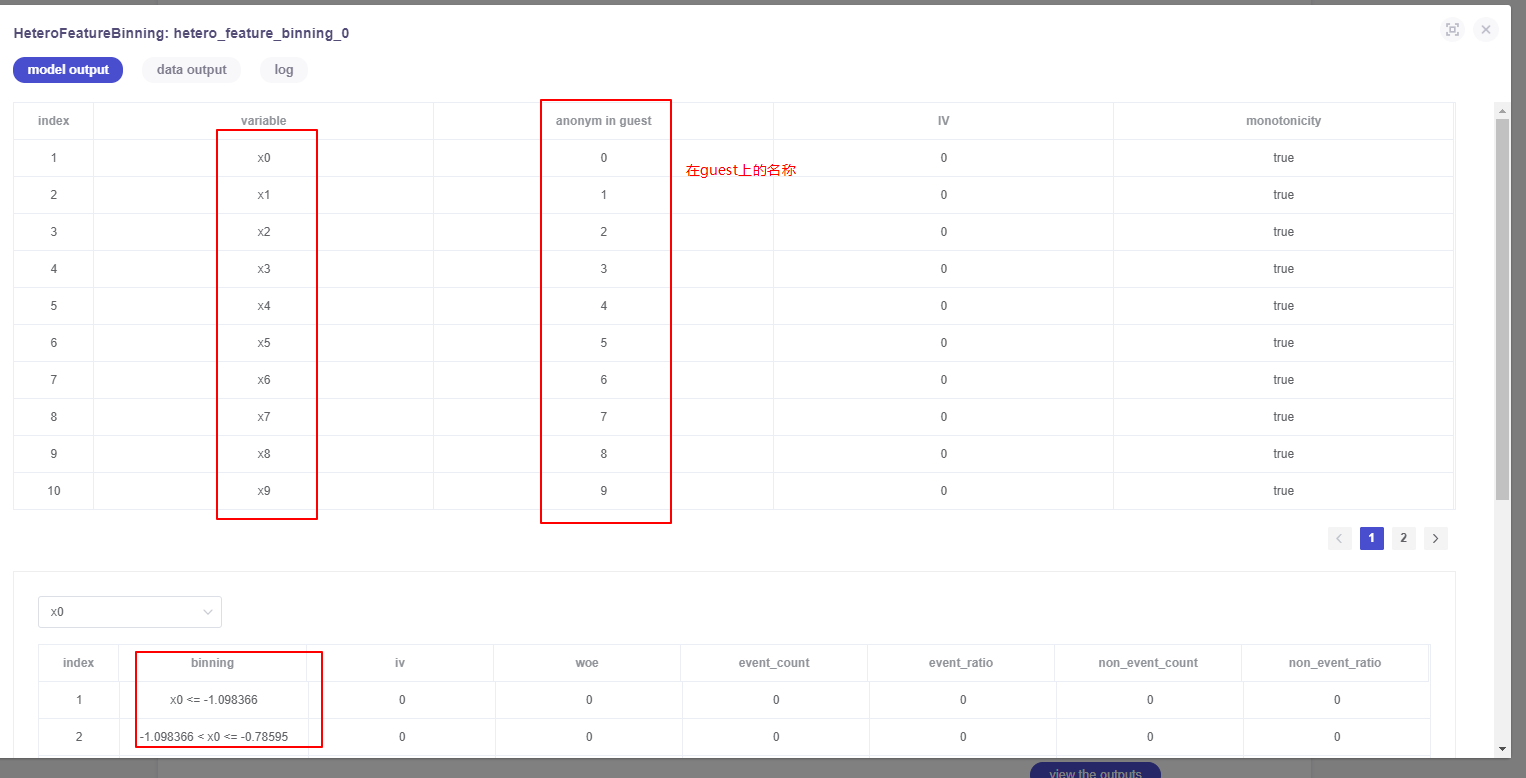 HeteroFeatureBinning: hetero_feature_binning_0
model output data output log
index variable anonym in guest IV monotonicity
1 x0 0 0 true
在guest上的名称
2 x1 1 0 true
3 x2 2 0 true
4 x3 3 0 true
5 x4 4 0 true
6 x5 5 0 true
7 x6 6 0 true
8 x7 7 0 true
9 x8 8 0 true
10 x9 9 0 true
1 2
x0
index binning iv woe event_count event_ratio non_event_count non_event_ratio
1 x0 <= -1.098366 0 0 0 0 0 0
2 -1.098366 < x0 <= -0.78595 0 0 0 0 0 0
view the outputs